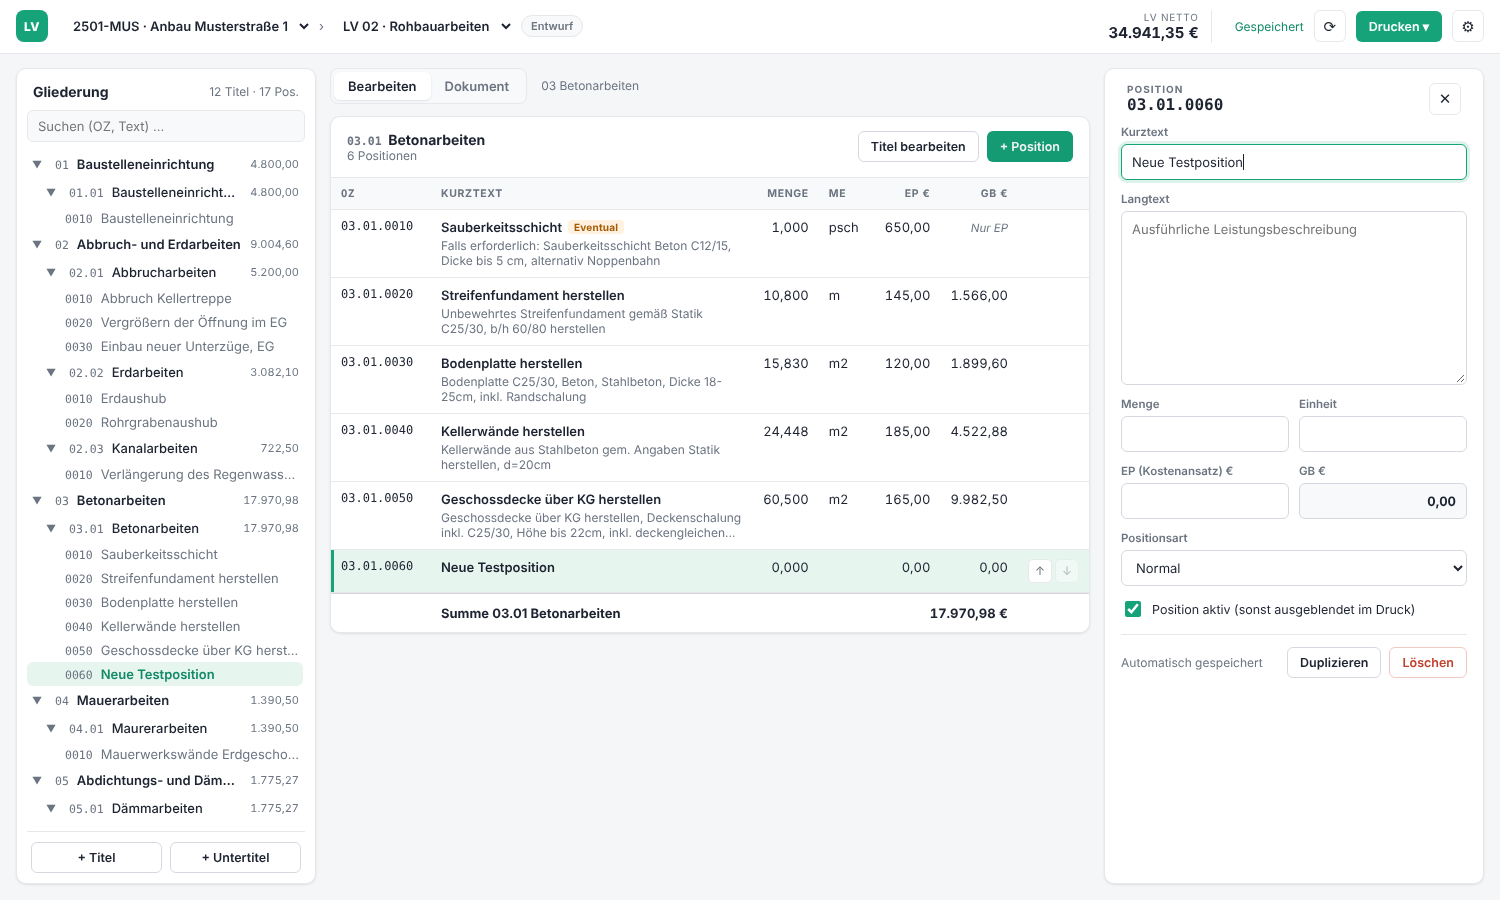 LV
2501-MUS · Anbau Musterstraße 1
›
LV 02 · Rohbauarbeiten
Entwurf
LV NETTO
34.941,35 €
Gespeichert
Drucken ▾
Gliederung
12 Titel · 17 Pos.
Suchen (OZ, Text) ...
01 Baustelleneinrichtung 4.800,00
01.01 Baustelleneinricht... 4.800,00
0010 Baustelleneinrichtung
02 Abbruch- und Erdarbeiten 9.004,60
02.01 Abbrucharbeiten 5.200,00
0010 Abbruch Kellertreppe
0020 Vergrößern der Öffnung im EG
0030 Einbau neuer Unterzüge, EG
02.02 Erdarbeiten 3.082,10
0010 Erdaushub
0020 Rohrgrabenaushub
02.03 Kanalarbeiten 722,50
0010 Verlängerung des Regenwass...
03 Betonarbeiten 17.970,98
03.01 Betonarbeiten 17.970,98
0010 Sauberkeitsschicht
0020 Streifenfundament herstellen
0030 Bodenplatte herstellen
0040 Kellerwände herstellen
0050 Geschossdecke über KG herst...
0060 Neue Testposition
04 Mauerarbeiten 1.390,50
04.01 Maurerarbeiten 1.390,50
0010 Mauerwerkswände Erdgescho...
05 Abdichtungs- und Däm... 1.775,27
05.01 Dämmarbeiten 1.775,27
+ Titel
+ Untertitel
Bearbeiten
Dokument
03 Betonarbeiten
03.01 Betonarbeiten
6 Positionen
Titel bearbeiten
+ Position
OZ KURZTEXT MENGE ME EP € GB €
03.01.0010 Sauberkeitsschicht Eventual 1,000 psch 650,00 Nur EP
Falls erforderlich: Sauberkeitsschicht Beton C12/15,
Dicke bis 5 cm, alternativ Noppenbahn
03.01.0020 Streifenfundament herstellen 10,800 m 145,00 1.566,00
Unbewehrtes Streifenfundament gemäß Statik
C25/30, b/h 60/80 herstellen
03.01.0030 Bodenplatte herstellen 15,830 m2 120,00 1.899,60
Bodenplatte C25/30, Beton, Stahlbeton, Dicke 18-
25cm, inkl. Randschalung
03.01.0040 Kellerwände herstellen 24,448 m2 185,00 4.522,88
Kellerwände aus Stahlbeton gem. Angaben Statik
herstellen, d=20cm
03.01.0050 Geschossdecke über KG herstellen 60,500 m2 165,00 9.982,50
Geschossdecke über KG herstellen, Deckenschalung
inkl. C25/30, Höhe bis 22cm, inkl. deckengleichen...
03.01.0060 Neue Testposition 0,000 0,00 0,00 ↑ ↓
Summe 03.01 Betonarbeiten 17.970,98 €
POSITION
03.01.0060
✕
Kurztext
Neue Testposition
Langtext
Ausführliche Leistungsbeschreibung
Menge
Einheit
EP (Kostenansatz) €
GB €
0,00
Positionsart
Normal
Position aktiv (sonst ausgeblendet im Druck)
Automatisch gespeichert
Duplizieren
Löschen